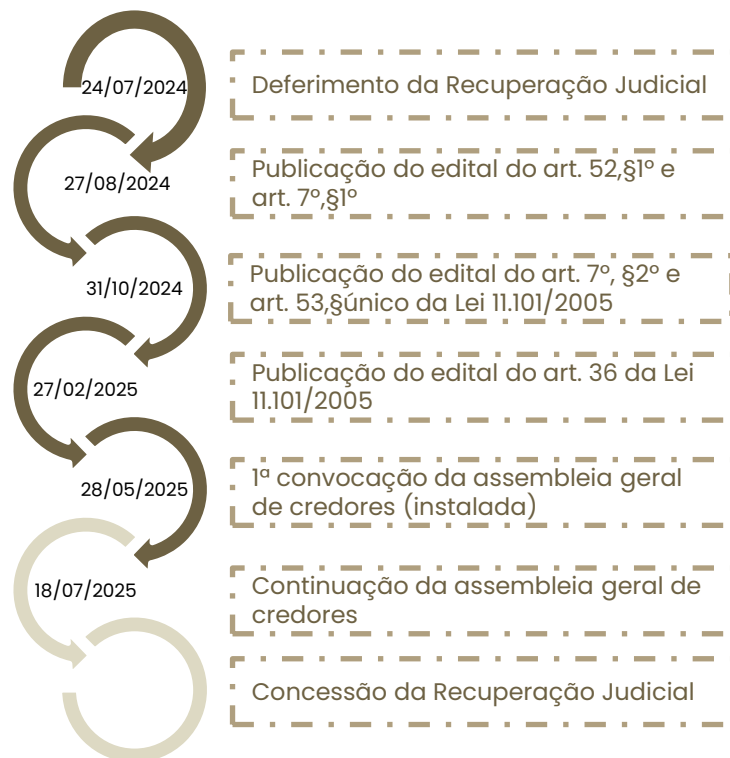 24/07/2024
Deferimento da Recuperação Judicial
27/08/2024
Publicação do edital do art. 52,§1º e
art. 7º,§1º
31/10/2024
Publicação do edital do art. 7º, §2º e
art. 53,§único da Lei 11.101/2005
27/02/2025
Publicação do edital do art. 36 da Lei
11.101/2005
28/05/2025
1ª convocação da assembleia geral
de credores (instalada)
18/07/2025
Continuação da assembleia geral de
credores
Concessão da Recuperação Judicial